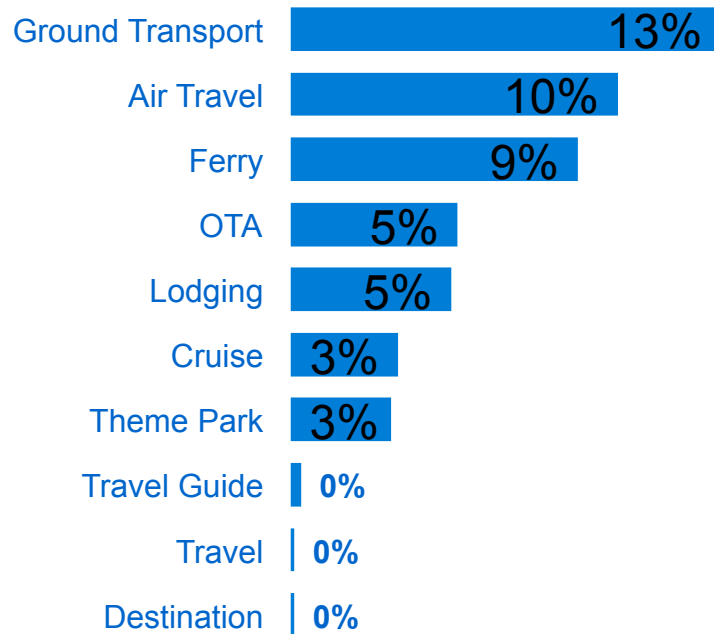 Ground Transport 13%
Air Travel 10%
Ferry 9%
OTA 5%
Lodging 5%
Cruise 3%
Theme Park 3%
Travel Guide 0%
Travel 0%
Destination 0%